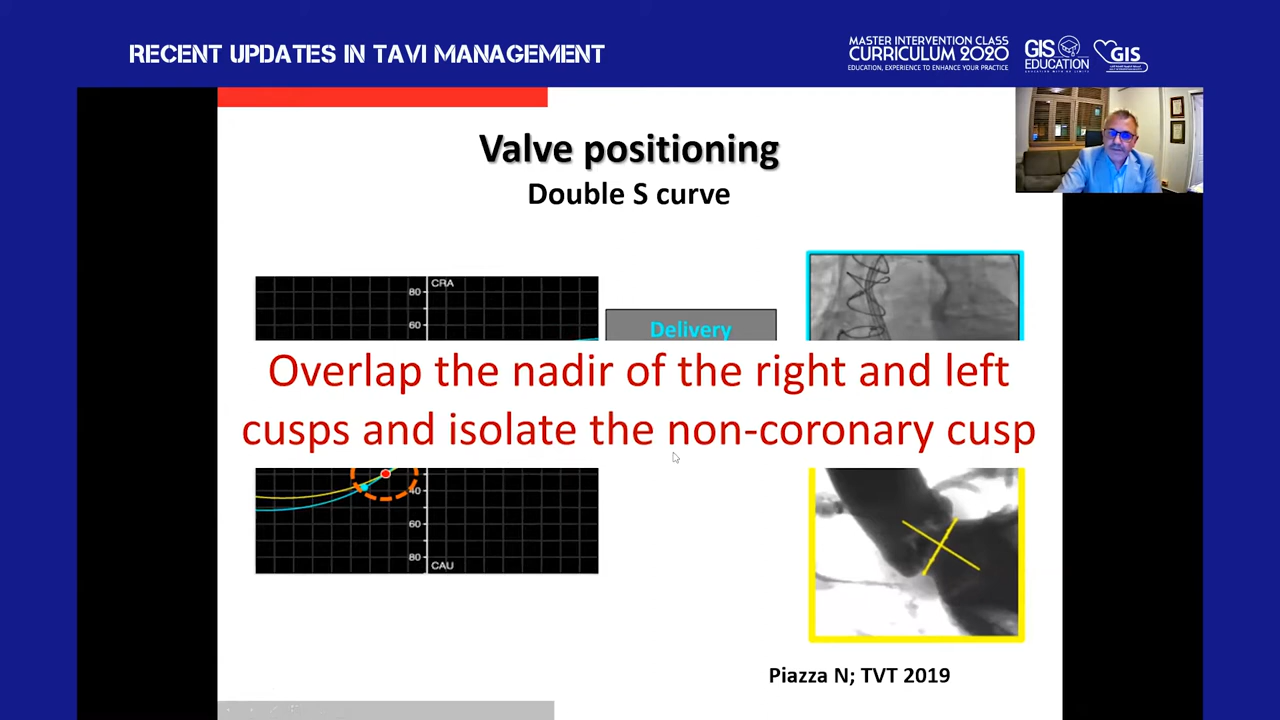 RECENT UPDATES IN TAVI MANAGEMENT
MASTER INTERVENTION CLASS
CURRICULUM 2020
EDUCATION, EXPERIENCE TO ENHANCE YOUR PRACTICE
GIS
EDUCATION
GIS
Valve positioning
Double S curve
CRA
80
60
Delivery
Overlap the nadir of the right and left
cusps and isolate the non-coronary cusp
40
60
80
CAU
Piazza N; TVT 2019